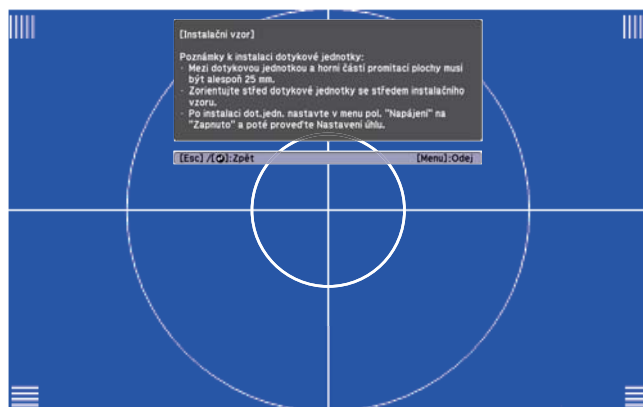 [Instalační vzor]
Poznámky k instalaci dotykové jednotky:
· Mezi dotykovou jednotkou a horní částí promítací plochy musí
být alespoň 25 mm.
· Zorientujte střed dotykové jednotky se středem instalačního
vzoru.
· Po instalaci dot.jedn. nastavte v menu pol. "Napájení" na
"Zapnuto" a poté proveďte Nastavení úhlu.
[Esc] /[⏎]:Zpět [Menu]:Odej